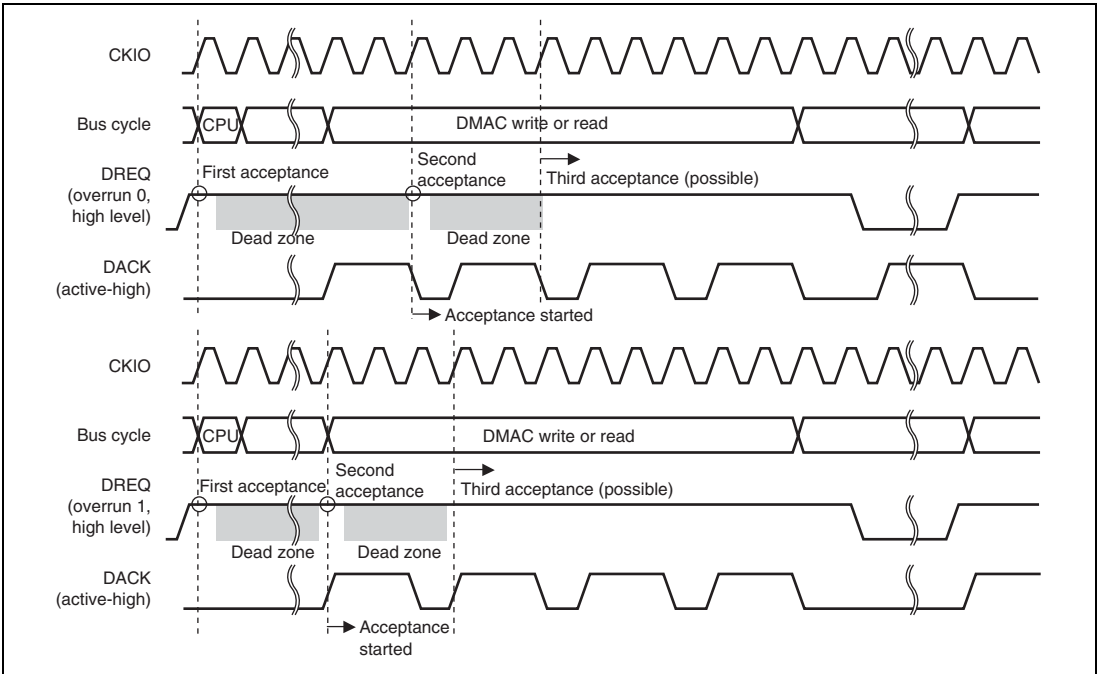 CKIO
Bus cycle
CPU
DMAC write or read
DREQ
(overrun 0,
high level)
First acceptance
Second
acceptance
Third acceptance (possible)
Dead zone
Dead zone
DACK
(active-high)
Acceptance started
CKIO
Bus cycle
CPU
DMAC write or read
DREQ
(overrun 1,
high level)
First acceptance
Second
acceptance
Third acceptance (possible)
Dead zone
Dead zone
DACK
(active-high)
Acceptance
started